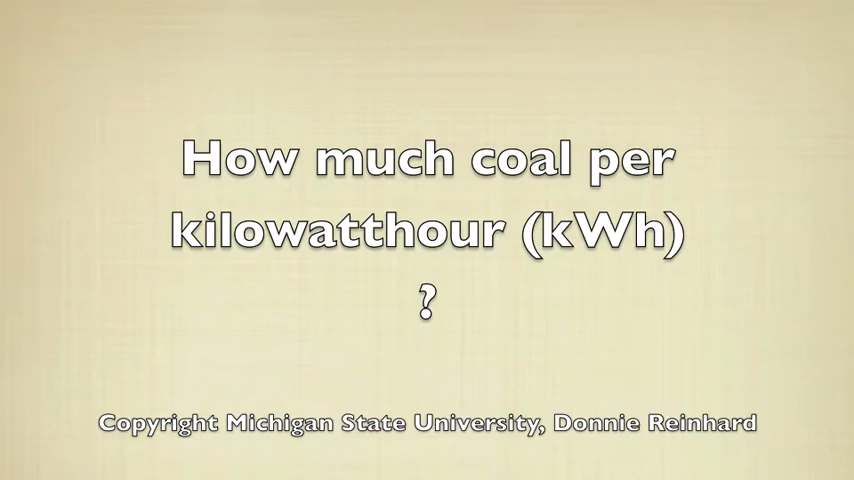 How much coal per
kilowatthour (kWh)
?
Copyright Michigan State University, Donnie Reinhard